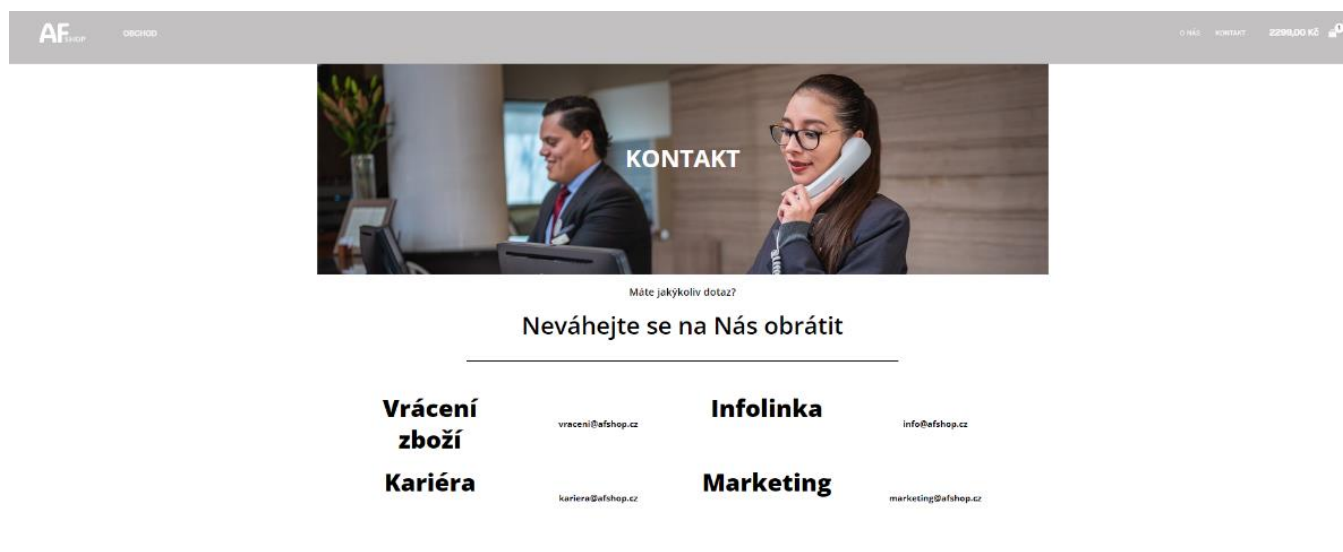 AF SHOP
OBCHOD
O NÁS
KONTAKT
2299,00 Kč
KONTAKT
Máte jakýkoliv dotaz?
Neváhejte se na Nás obrátit
Vrácení
zboží
vraceni@afshop.cz
Infolinka
info@afshop.cz
Kariéra
kariera@afshop.cz
Marketing
marketing@afshop.cz